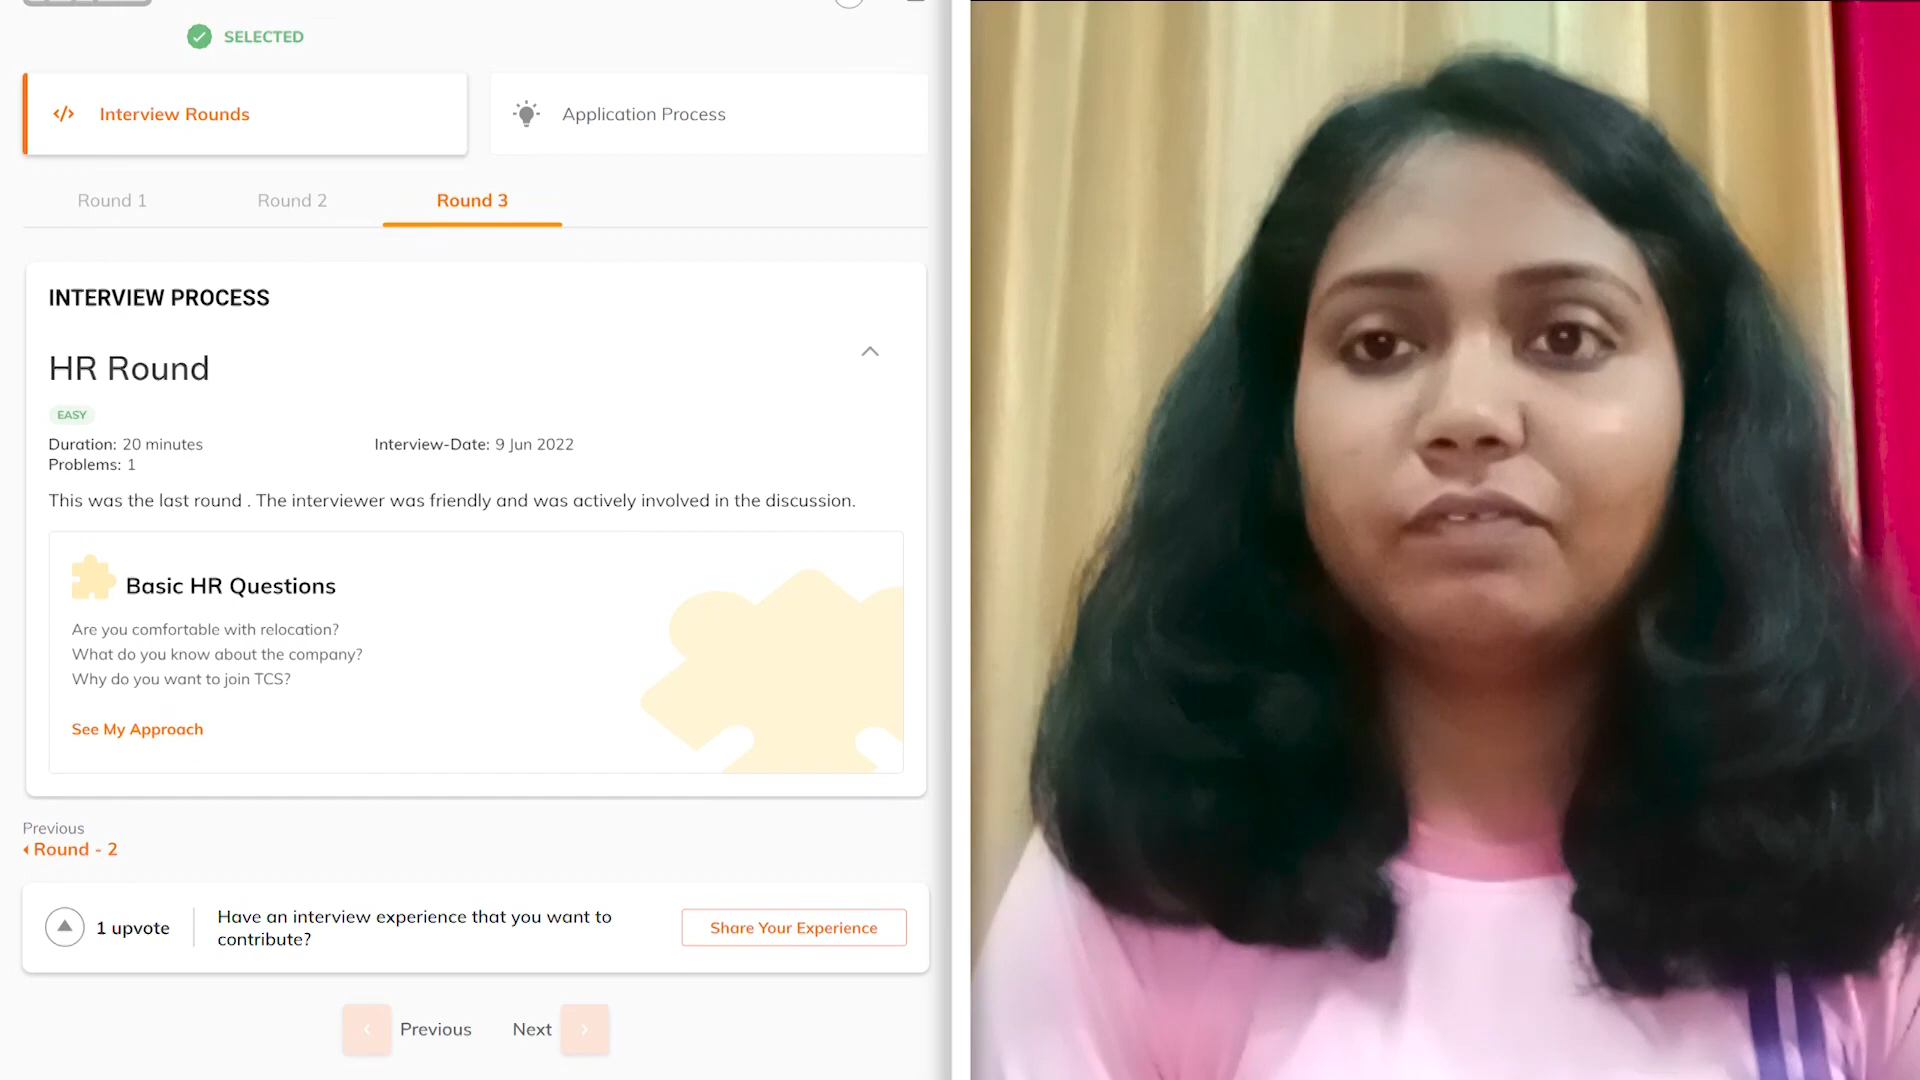 SELECTED
</> Interview Rounds
Application Process
Round 1 Round 2 Round 3
INTERVIEW PROCESS
HR Round
EASY
Duration: 20 minutes Interview-Date: 9 Jun 2022
Problems: 1
This was the last round . The interviewer was friendly and was actively involved in the discussion.
Basic HR Questions
Are you comfortable with relocation?
What do you know about the company?
Why do you want to join TCS?
See My Approach
Previous
Round - 2
1 upvote
Have an interview experience that you want to
contribute?
Share Your Experience
Previous Next